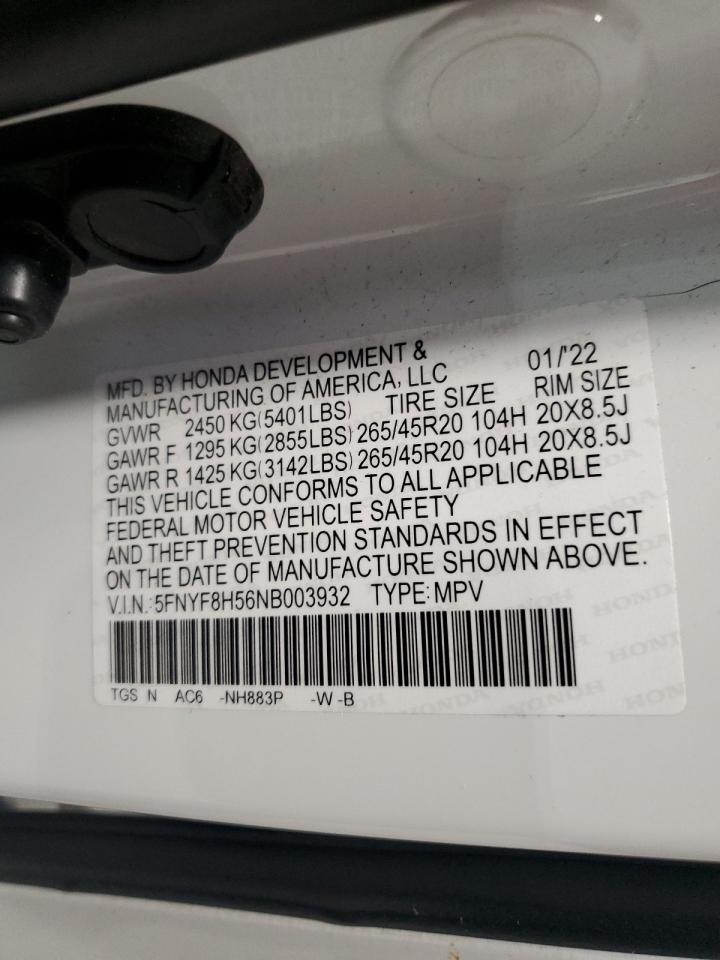 MFD. BY HONDA DEVELOPMENT &
MANUFACTURING OF AMERICA, LLC 01/'22
GVWR 2450 KG(5401LBS) TIRE SIZE RIM SIZE
GAWR F 1295 KG(2855LBS) 265/45R20 104H 20X8.5J
GAWR R 1425 KG(3142LBS) 265/45R20 104H 20X8.5J
THIS VEHICLE CONFORMS TO ALL APPLICABLE
FEDERAL MOTOR VEHICLE SAFETY
AND THEFT PREVENTION STANDARDS IN EFFECT
ON THE DATE OF MANUFACTURE SHOWN ABOVE.
V.I.N.:5FNYF8H56NB003932 TYPE:MPV
TGS N AC6 -NH883P -W -B
HONDA